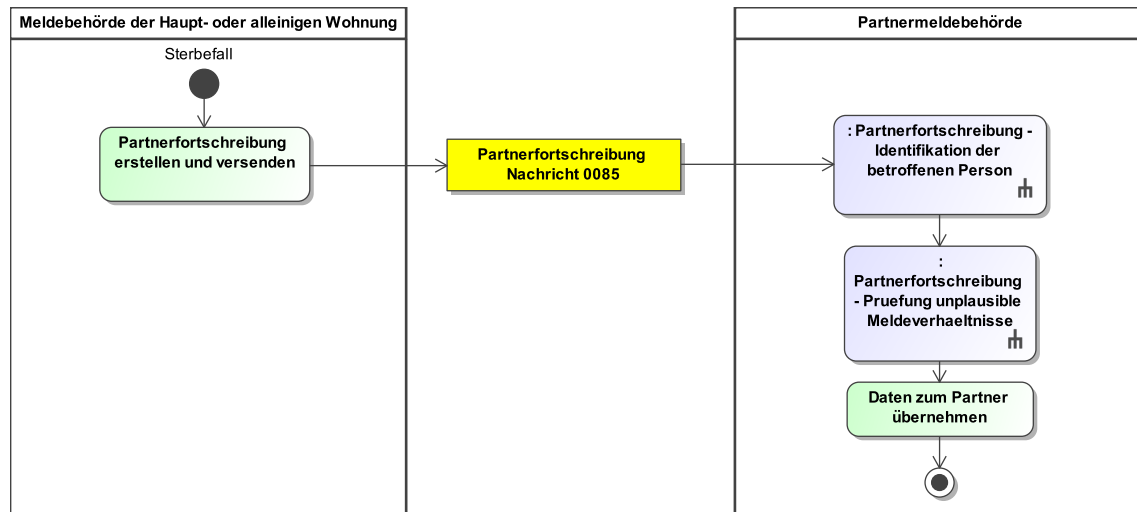 Meldebehörde der Haupt- oder alleinigen Wohnung
Partnermeldebehörde
Sterbefall
Partnerfortschreibung
erstellen und versenden
Partnerfortschreibung
Nachricht 0085
: Partnerfortschreibung -
Identifikation der
betroffenen Person
:
Partnerfortschreibung
- Pruefung unplausible
Meldeverhaeltnisse
Daten zum Partner
übernehmen